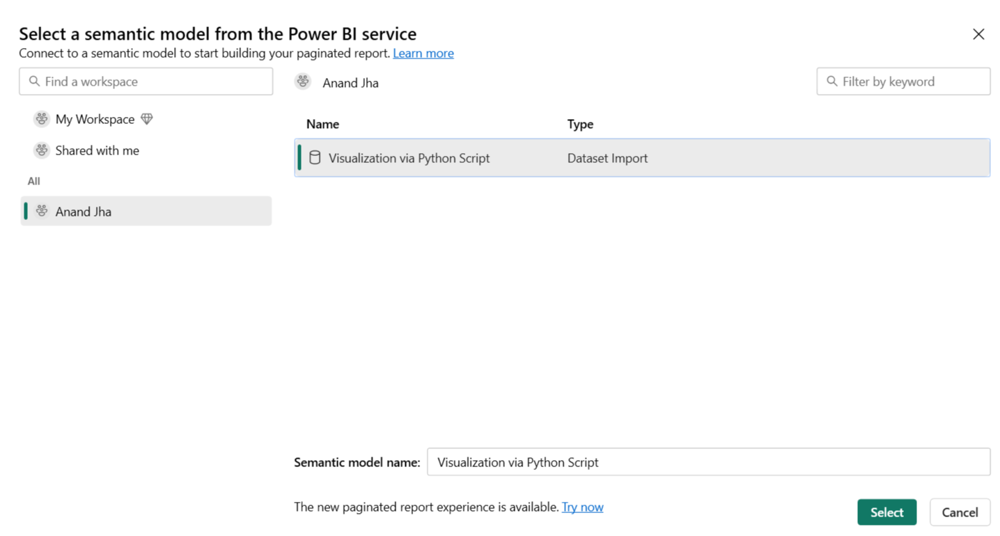 Select a semantic model from the Power BI service
Connect to a semantic model to start building your paginated report. Learn more
Find a workspace
Anand Jha
Filter by keyword
My Workspace
Shared with me
All
Anand Jha
Name Type
Visualization via Python Script Dataset Import
Semantic model name: Visualization via Python Script
The new paginated report experience is available. Try now
Select
Cancel